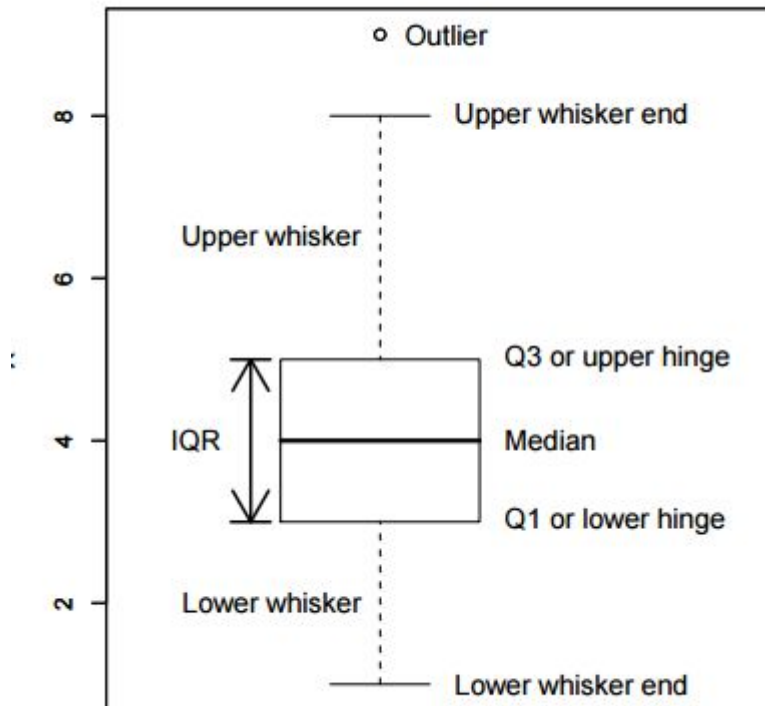 Outlier
8
Upper whisker end
Upper whisker
6
Q3 or upper hinge
IQR
4
Median
Q1 or lower hinge
Lower whisker
2
Lower whisker end